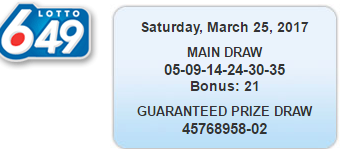 LOTTO
649
Saturday, March 25, 2017
MAIN DRAW
05-09-14-24-30-35
Bonus: 21
GUARANTEED PRIZE DRAW
45768958-02